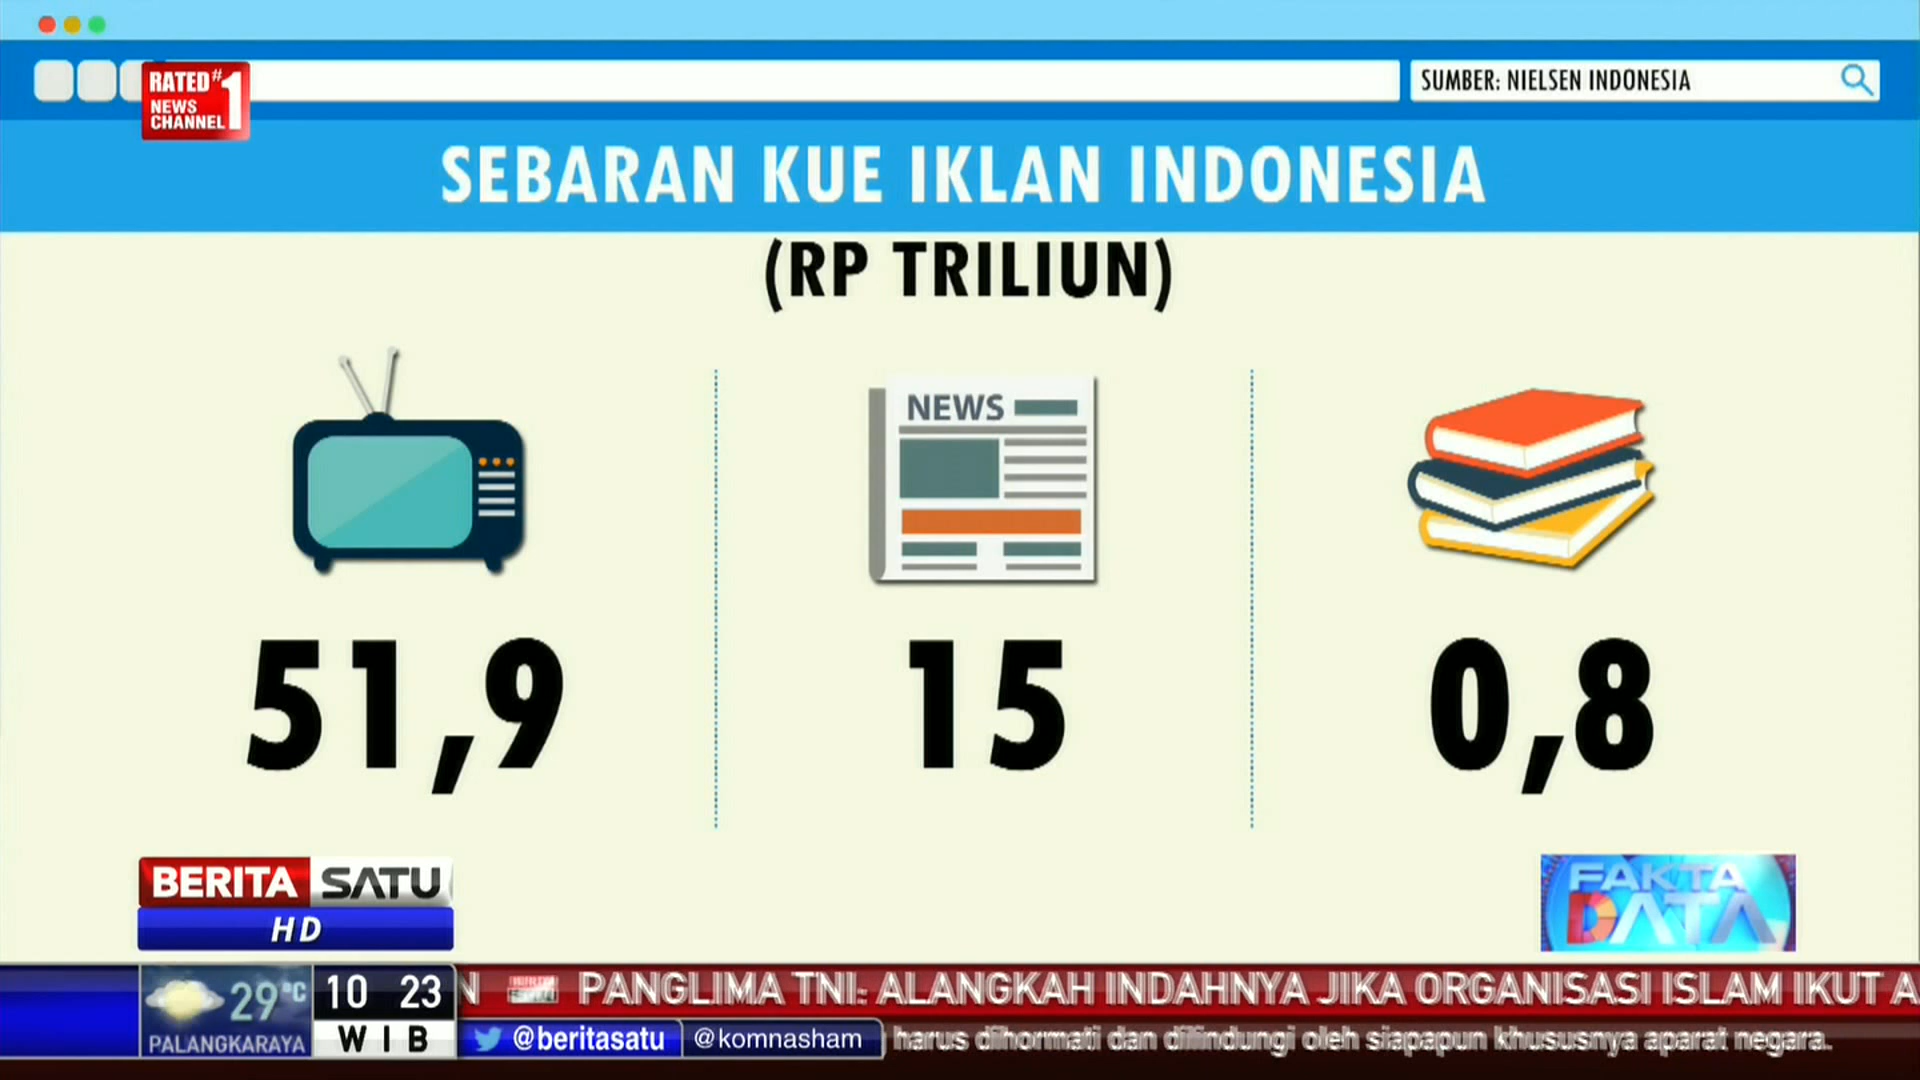 RATED #1
NEWS
CHANNEL
SUMBER: NIELSEN INDONESIA
SEBARAN KUE IKLAN INDONESIA
(RP TRILIUN)
NEWS
51,9
15
0,8
BERITA SATU
HD
FAKTA
DATA
29°C
PALANGKARAYA
10 23
WIB
N
PANGLIMA TNI: ALANGKAH INDAHNYA JIKA ORGANISASI ISLAM IKUT A
@beritasatu
@komnasham
harus dihormati dan dilindungi oleh siapapun khususnya aparat negara.